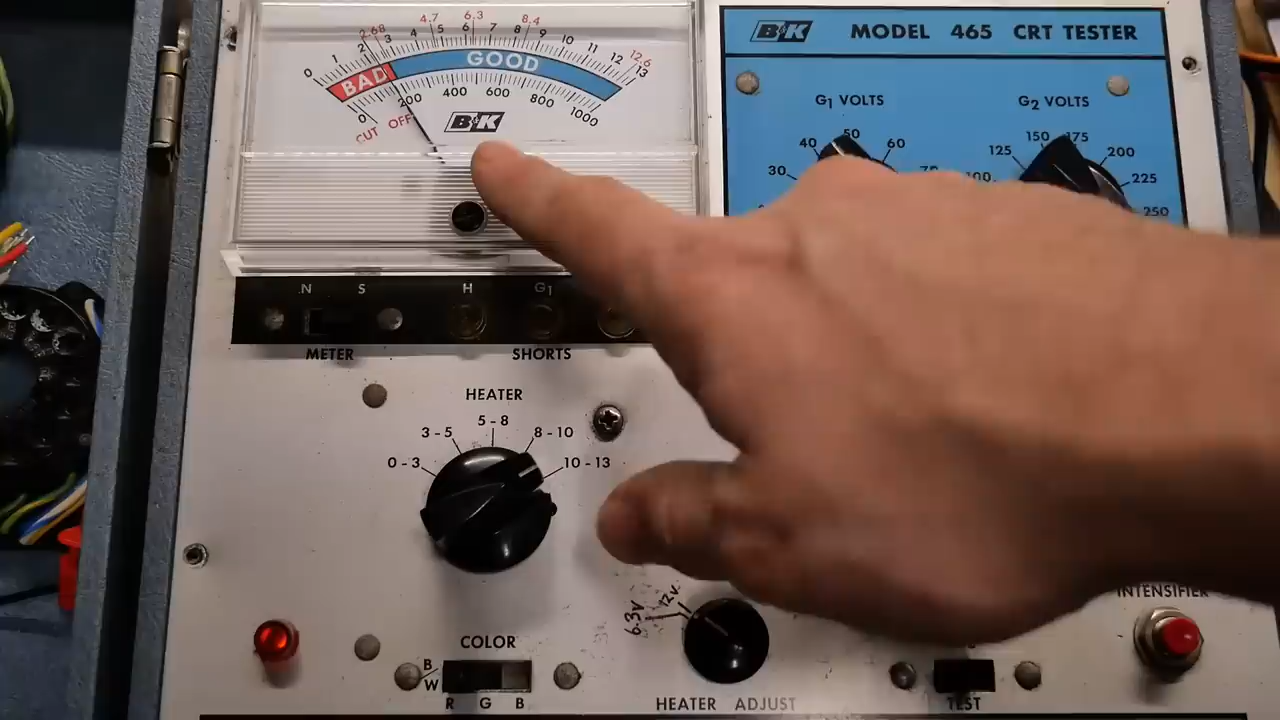 2.68 4.7 6.3 8.4 12.6
0 1 2 3 4 5 6 7 8 9 10 11 12 13
BAD GOOD
0 200 400 600 800 1000
CUT OFF
B&K
B&K MODEL 465 CRT TESTER
G1 VOLTS
30 40 50 60 70
G2 VOLTS
100 125 150 175 200 225 250
N S H G1
METER SHORTS
HEATER
0 - 3 3 - 5 5 - 8 8 - 10 10 - 13
6.3V 12V
INTENSIFIER
COLOR
B
W
R G B
HEATER ADJUST
TEST